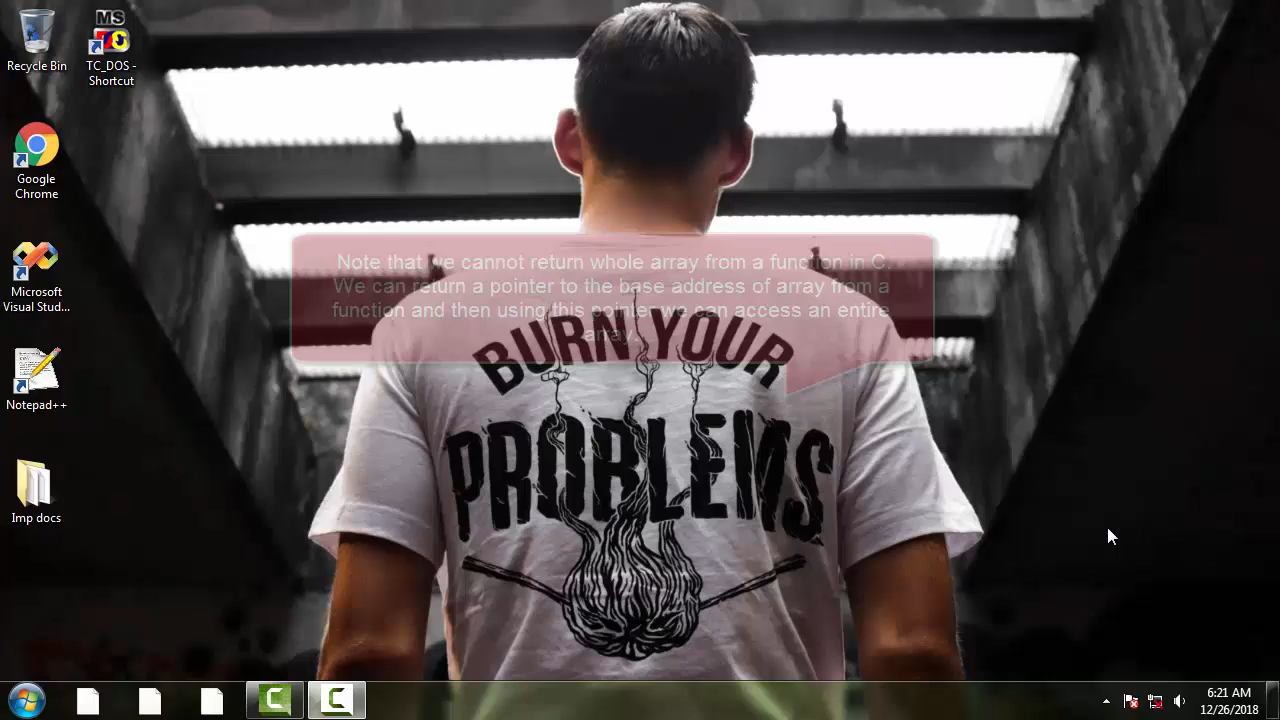 Recycle Bin
MS
TC_DOS -
Shortcut
Google
Chrome
Microsoft
Visual Stud...
Notepad++
Imp docs
Note that we cannot return whole array from a function in C.
We can return a pointer to the base address of array from a
function and then using this pointer we can access an entire
array.
BURN YOUR
PROBLEMS
6:21 AM
12/26/2018